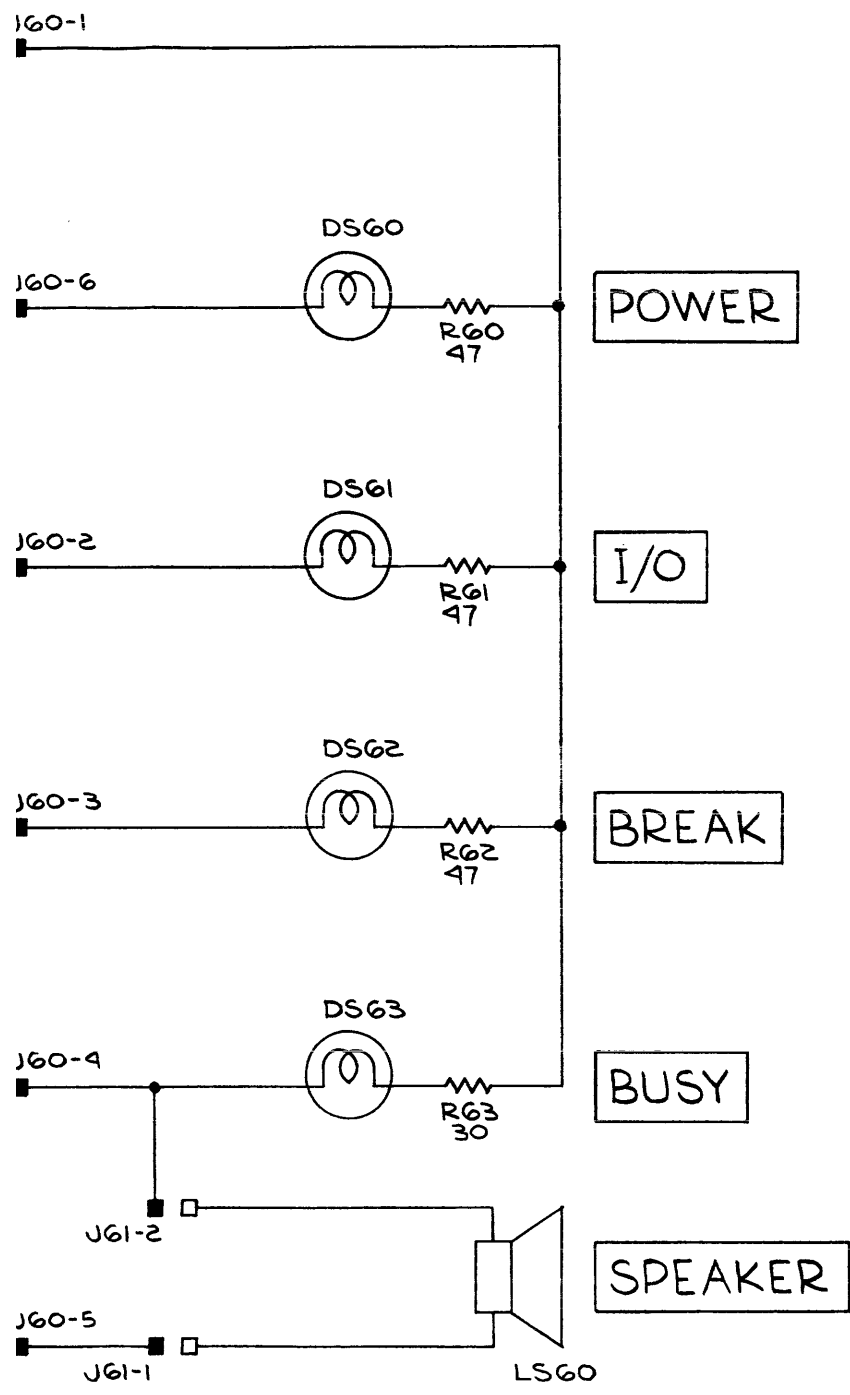 J60-1
DS60
J60-6
R60
47
POWER
DS61
J60-2
R61
47
I/O
DS62
J60-3
R62
47
BREAK
DS63
J60-4
R63
30
BUSY
J61-2
SPEAKER
J60-5
J61-1
LS60